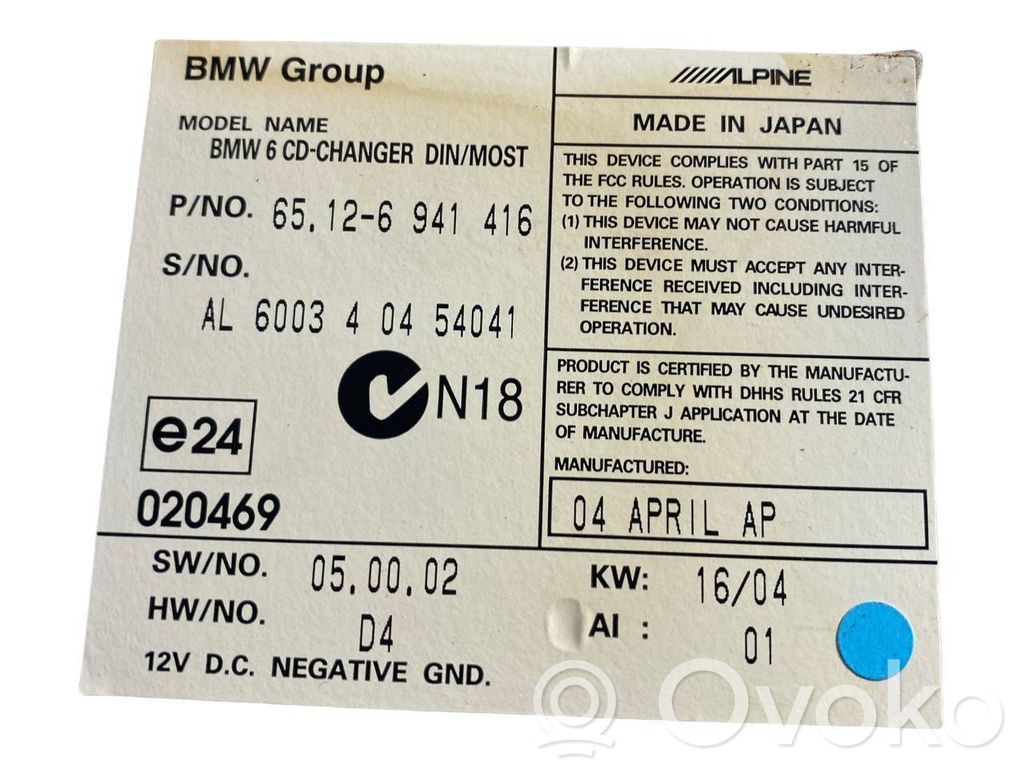 BMW Group
MODEL NAME
BMW 6 CD-CHANGER DIN/MOST
P/NO. 65.12-6 941 416
S/NO.
AL 6003 4 04 54041
N18
e24
020469
ALPINE
MADE IN JAPAN
THIS DEVICE COMPLIES WITH PART 15 OF
THE FCC RULES. OPERATION IS SUBJECT
TO THE FOLLOWING TWO CONDITIONS:
(1) THIS DEVICE MAY NOT CAUSE HARMFUL
INTERFERENCE.
(2) THIS DEVICE MUST ACCEPT ANY INTER-
FERENCE RECEIVED INCLUDING INTER-
FERENCE THAT MAY CAUSE UNDESIRED
OPERATION.
PRODUCT IS CERTIFIED BY THE MANUFACTU-
RER TO COMPLY WITH DHHS RULES 21 CFR
SUBCHAPTER J APPLICATION AT THE DATE
OF MANUFACTURE.
MANUFACTURED:
04 APRIL AP
SW/NO. 05.00.02
HW/NO. D4
12V D.C. NEGATIVE GND.
KW: 16/04
AI : 01
Ovoko